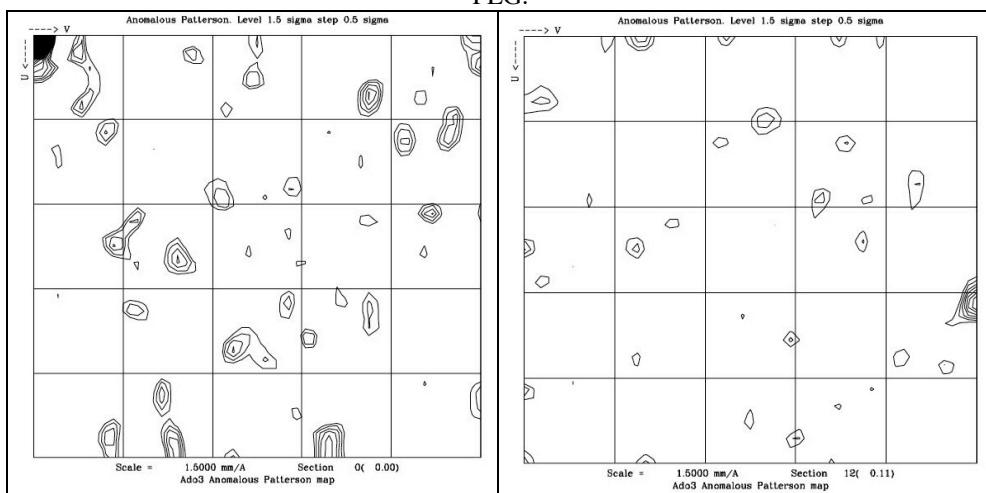 PEG.
Anomalous Patterson. Level 1.5 sigma step 0.5 sigma
----> V
U <----
Scale = 1.5000 mm/A Section 0( 0.00)
Ado3 Anomalous Patterson map
Anomalous Patterson. Level 1.5 sigma step 0.5 sigma
----> V
U <----
Scale = 1.5000 mm/A Section 12( 0.11)
Ado3 Anomalous Patterson map